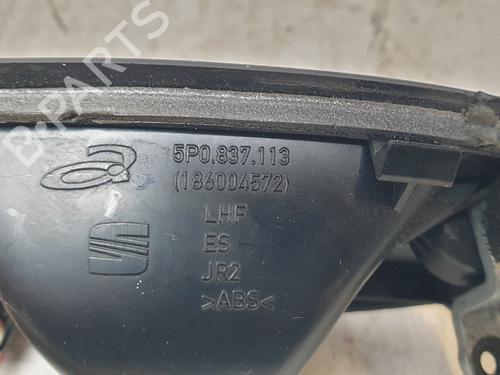 B-PARTS
5P0.837.113
(186004572)
LHF
ES
JR2
>ABS<